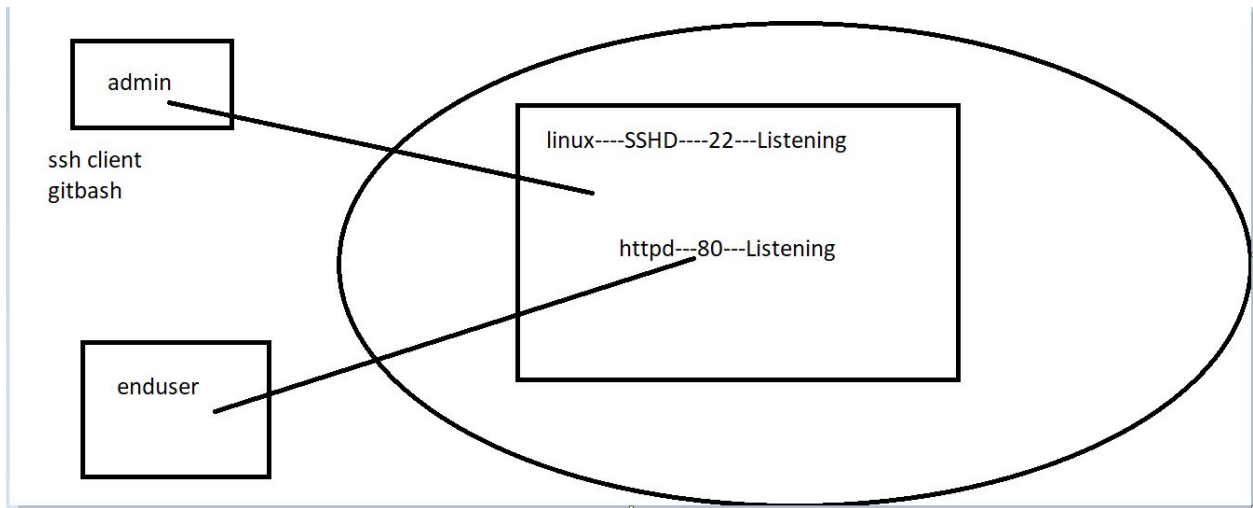 admin
ssh client
gitbash
linux----SSHD----22---Listening
httpd---80---Listening
enduser